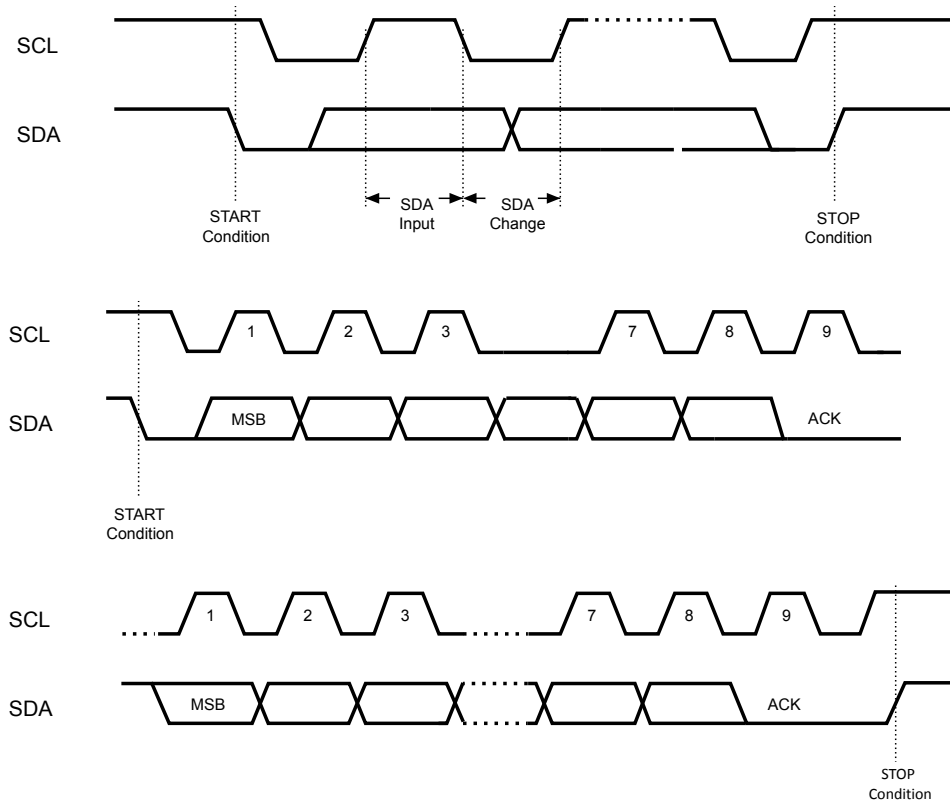 SCL
SDA
SDA
Input
SDA
Change
START
Condition
STOP
Condition
SCL
1 2 3 7 8 9
SDA
MSB ACK
START
Condition
SCL
1 2 3 7 8 9
SDA
MSB ACK
STOP
Condition